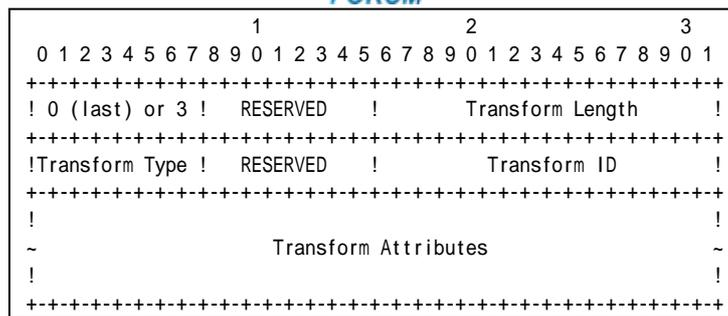 FORUM
1 2 3
0 1 2 3 4 5 6 7 8 9 0 1 2 3 4 5 6 7 8 9 0 1 2 3 4 5 6 7 8 9 0 1
+-+-+-+-+-+-+-+-+-+-+-+-+-+-+-+-+-+-+-+-+-+-+-+-+-+-+-+-+-+-+-+-+
! 0 (last) or 3 ! RESERVED ! Transform Length !
+-+-+-+-+-+-+-+-+-+-+-+-+-+-+-+-+-+-+-+-+-+-+-+-+-+-+-+-+-+-+-+-+
!Transform Type ! RESERVED ! Transform ID !
+-+-+-+-+-+-+-+-+-+-+-+-+-+-+-+-+-+-+-+-+-+-+-+-+-+-+-+-+-+-+-+-+
! !
~ Transform Attributes ~
! !
+-+-+-+-+-+-+-+-+-+-+-+-+-+-+-+-+-+-+-+-+-+-+-+-+-+-+-+-+-+-+-+-+